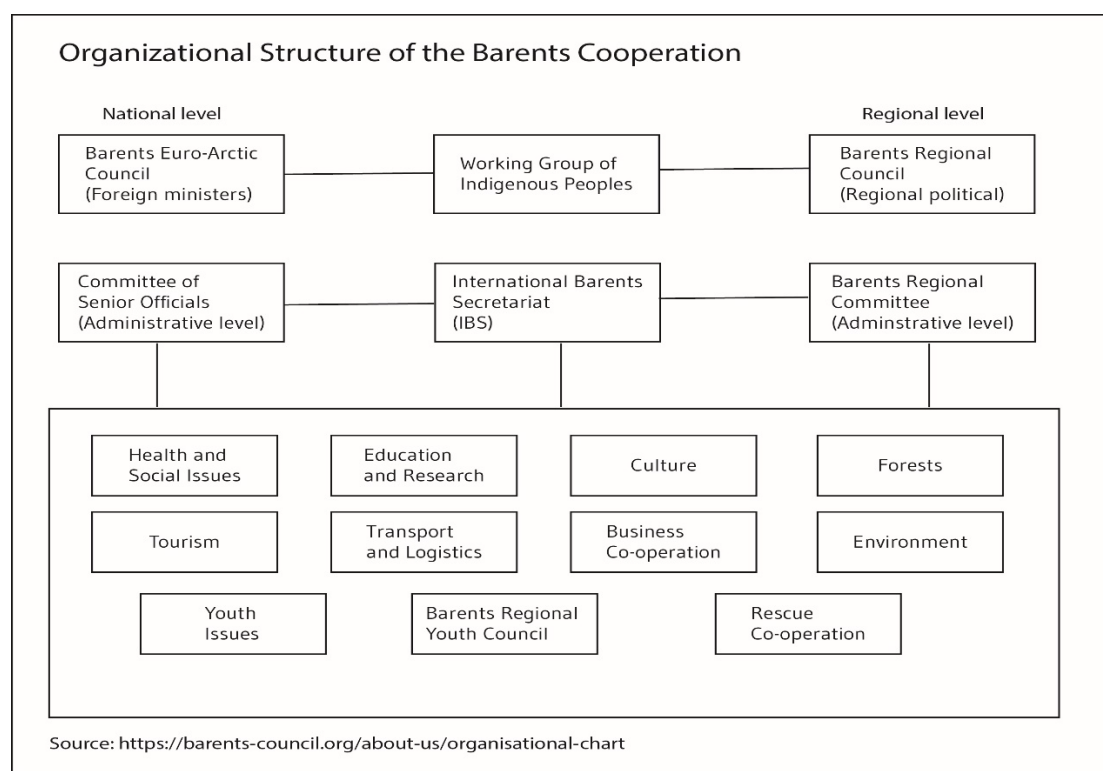 Organizational Structure of the Barents Cooperation
National level
Regional level
Barents Euro-Arctic
Council
(Foreign ministers)
Working Group of
Indigenous Peoples
Barents Regional
Council
(Regional political)
Committee of
Senior Officials
(Administrative level)
International Barents
Secretariat
(IBS)
Barents Regional
Committee
(Adminstrative level)
Health and
Social Issues
Education
and Research
Culture
Forests
Tourism
Transport
and Logistics
Business
Co-operation
Environment
Youth
Issues
Barents Regional
Youth Council
Rescue
Co-operation
Source: https://barents-council.org/about-us/organisational-chart